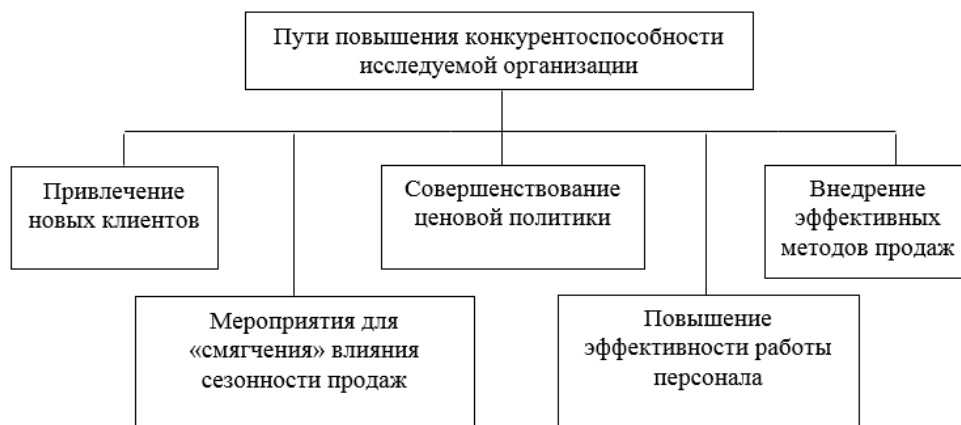 Пути повышения конкурентоспособности
исследуемой организации
Привлечение
новых клиентов
Совершенствование
ценовой политики
Внедрение
эффективных
методов продаж
Мероприятия для
«смягчения» влияния
сезонности продаж
Повышение
эффективности работы
персонала